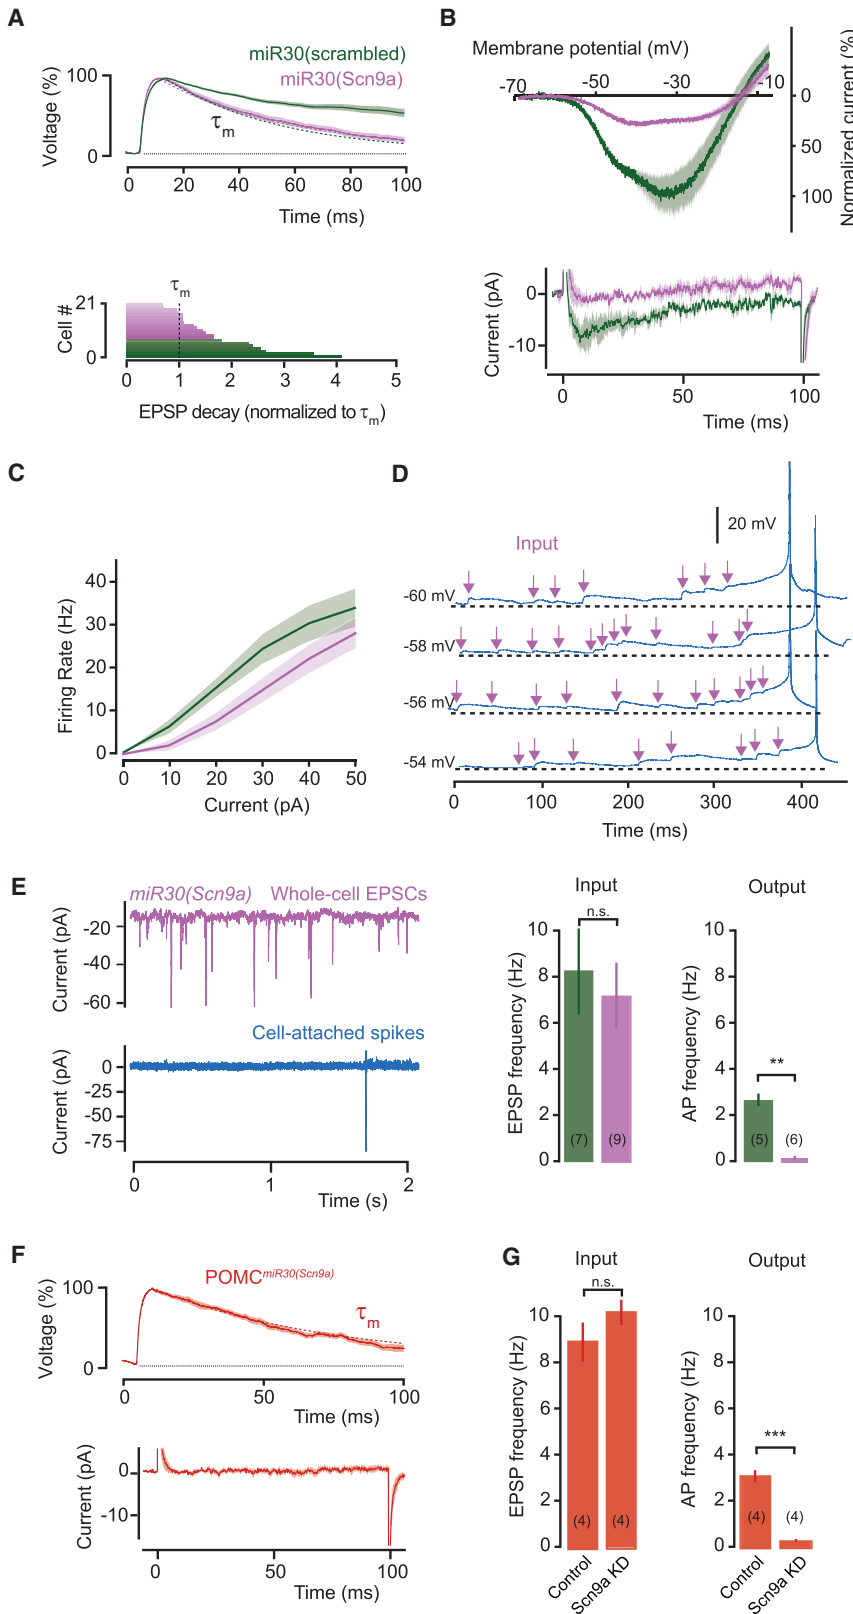 A
miR30(scrambled)
miR30(Scn9a)
Voltage (%)
100
0
τm
0 20 40 60 80 100
Time (ms)
Cell #
21
0
τm
0 1 2 3 4 5
EPSP decay (normalized to τm)
B
Membrane potential (mV)
-70 -50 -30 -10
0
50
100
Normalized current (%)
Current (pA)
0
-10
0 50 100
Time (ms)
C
Firing Rate (Hz)
40
30
20
10
0
0 10 20 30 40 50
Current (pA)
D
20 mV
Input
-60 mV
-58 mV
-56 mV
-54 mV
0 100 200 300 400
Time (ms)
E
miR30(Scn9a) Whole-cell EPSCs
Current (pA)
-20
-40
-60
Cell-attached spikes
Current (pA)
0
-25
-50
-75
0 1 2
Time (s)
Input
n.s.
EPSP frequency (Hz)
10
8
6
4
2
0
(7) (9)
Output
**
AP frequency (Hz)
10
8
6
4
2
0
(5) (6)
F
POMC miR30(Scn9a)
Voltage (%)
100
0
τm
0 50 100
Time (ms)
Current (pA)
0
-10
0 50 100
Time (ms)
G
Input
n.s.
EPSP frequency (Hz)
10
8
6
4
2
0
(4) (4)
Control Scn9a KD
Output
***
AP frequency (Hz)
10
8
6
4
2
0
(4) (4)
Control Scn9a KD